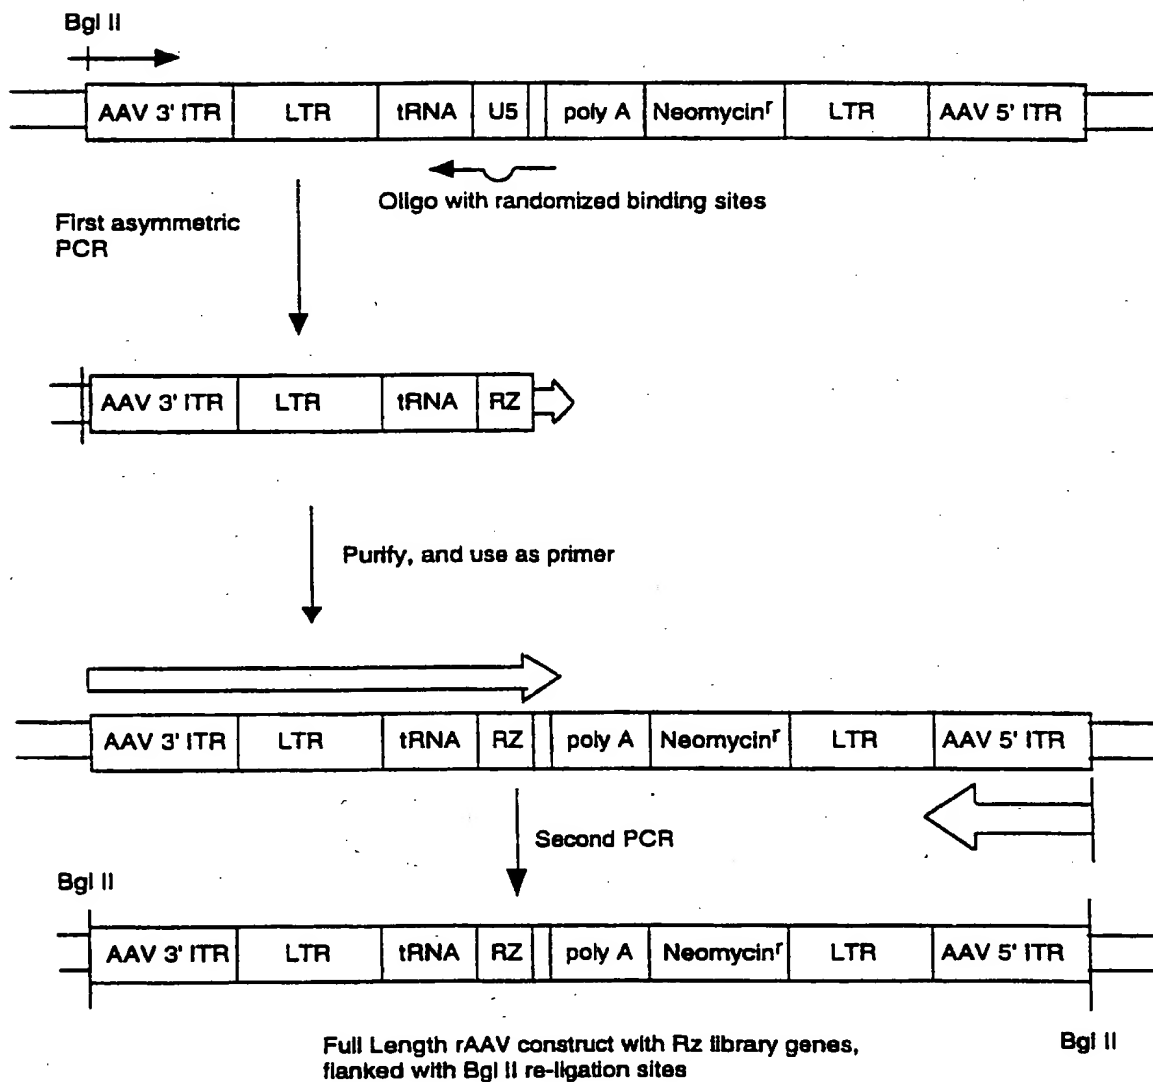 Bgl II
AAV 3' ITR LTR tRNA U5 poly A Neomycinʳ LTR AAV 5' ITR
Oligo with randomized binding sites
First asymmetric
PCR
AAV 3' ITR LTR tRNA RZ
Purify, and use as primer
AAV 3' ITR LTR tRNA RZ poly A Neomycinʳ LTR AAV 5' ITR
Second PCR
Bgl II
AAV 3' ITR LTR tRNA RZ poly A Neomycinʳ LTR AAV 5' ITR
Full Length rAAV construct with Rz library genes,
flanked with Bgl II re-ligation sites
Bgl II